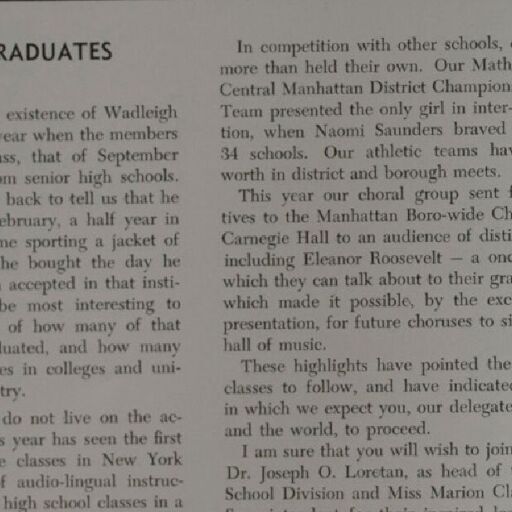 RADUATES
existence of Wadleigh
year when the members
ass, that of September
om senior high schools.
back to tell us that he
ebruary, a half year in
me sporting a jacket of
he bought the day he
accepted in that insti-
be most interesting to
of how many of that
duated, and how many
es in colleges and uni-
try.
do not live on the ac-
s year has seen the first
e classes in New York
f audio-lingual instruc-
high school classes in a
In competition with other schools,
more than held their own. Our Math
Central Manhattan District Champion
Team presented the only girl in inter-
tion, when Naomi Saunders braved
34 schools. Our athletic teams hav
worth in district and borough meets.
This year our choral group sent
tives to the Manhattan Boro-wide Ch
Carnegie Hall to an audience of disti
including Eleanor Roosevelt — a onc
which they can talk about to their gra
which made it possible, by the exc
presentation, for future choruses to si
hall of music.
These highlights have pointed the
classes to follow, and have indicate
in which we expect you, our delegate
and the world, to proceed.
I am sure that you will wish to join
Dr. Joseph O. Loretan, as head of
School Division and Miss Marion Cl